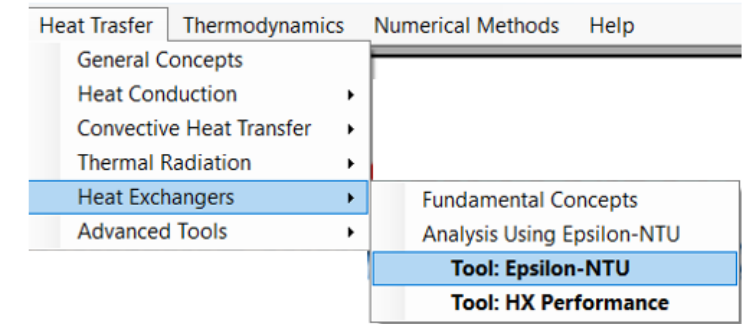 Heat Trasfer Thermodynamics Numerical Methods Help
General Concepts
Heat Conduction
Convective Heat Transfer
Thermal Radiation
Heat Exchangers
Advanced Tools
Fundamental Concepts
Analysis Using Epsilon-NTU
Tool: Epsilon-NTU
Tool: HX Performance